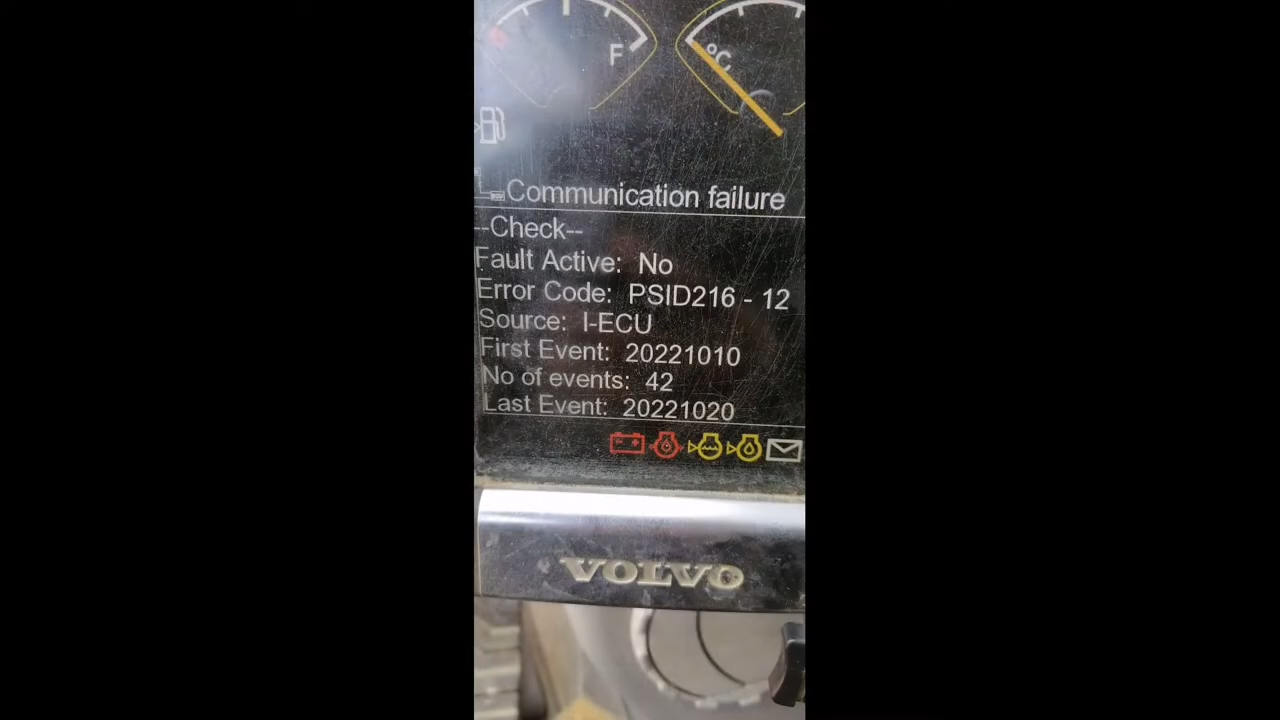 F
°C
Communication failure
--Check--
Fault Active: No
Error Code: PSID216 - 12
Source: I-ECU
First Event: 20221010
No of events: 42
Last Event: 20221020
VOLVO